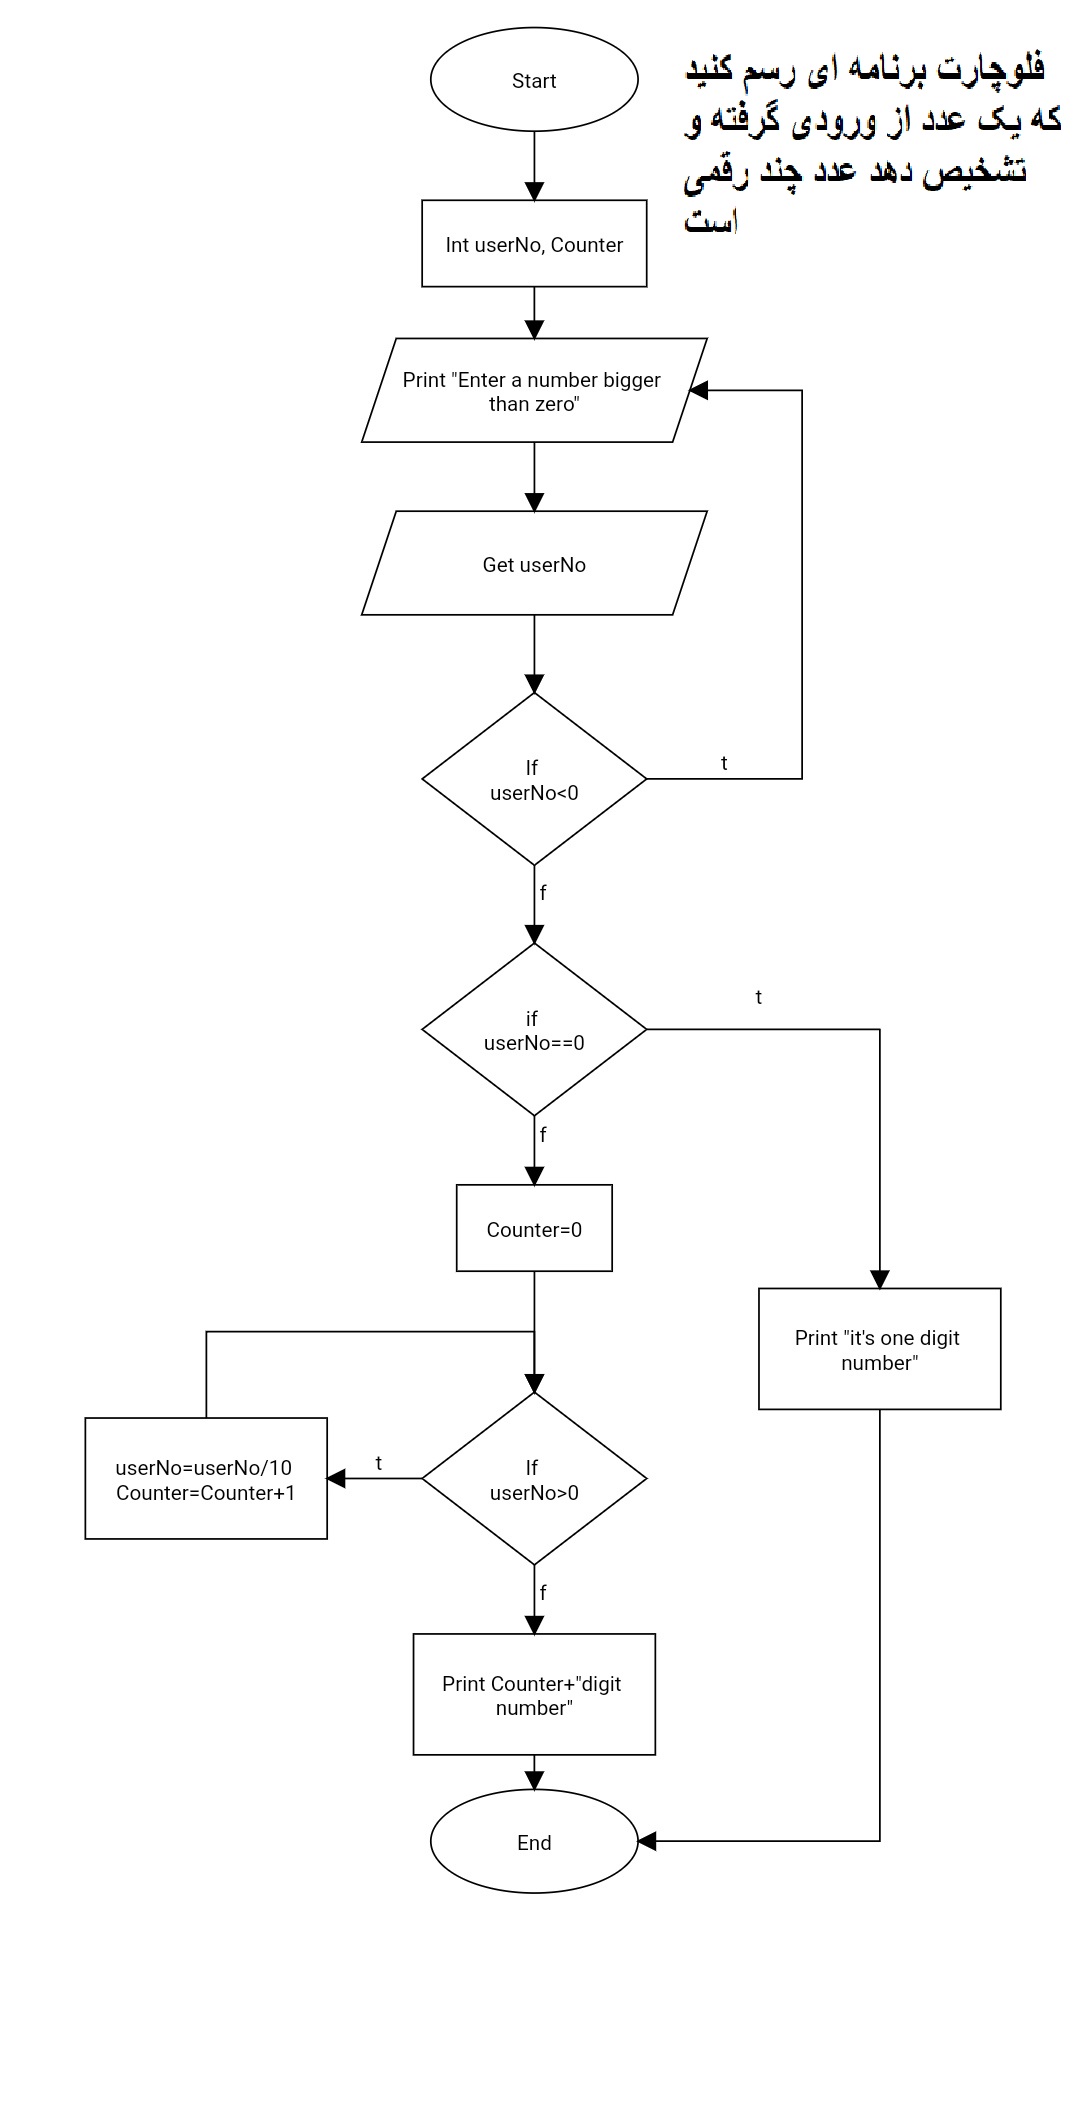 Start
فلوچارت برنامه ای رسم کنید
که یک عدد از ورودی گرفته و
تشخیص دهد عدد چند رقمی
است
Int userNo, Counter
Print "Enter a number bigger
than zero"
Get userNo
If
userNo<0
t
f
if
userNo==0
t
f
Counter=0
Print "it's one digit
number"
If
userNo>0
t
userNo=userNo/10
Counter=Counter+1
f
Print Counter+"digit
number"
End